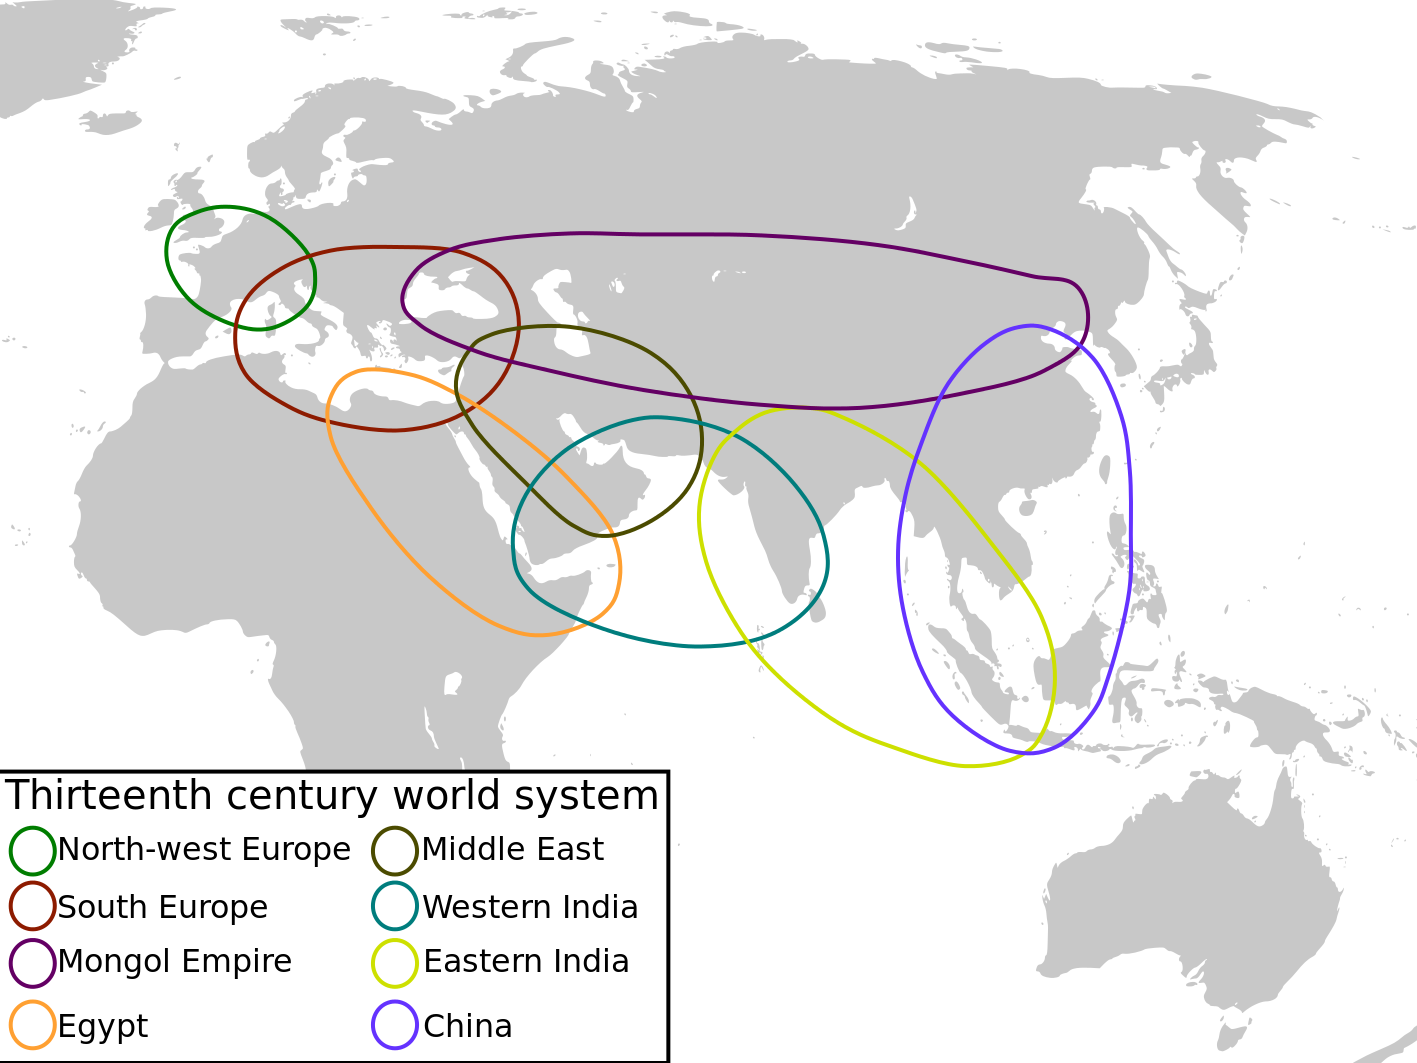 Thirteenth century world system
North-west Europe
South Europe
Mongol Empire
Egypt
Middle East
Western India
Eastern India
China